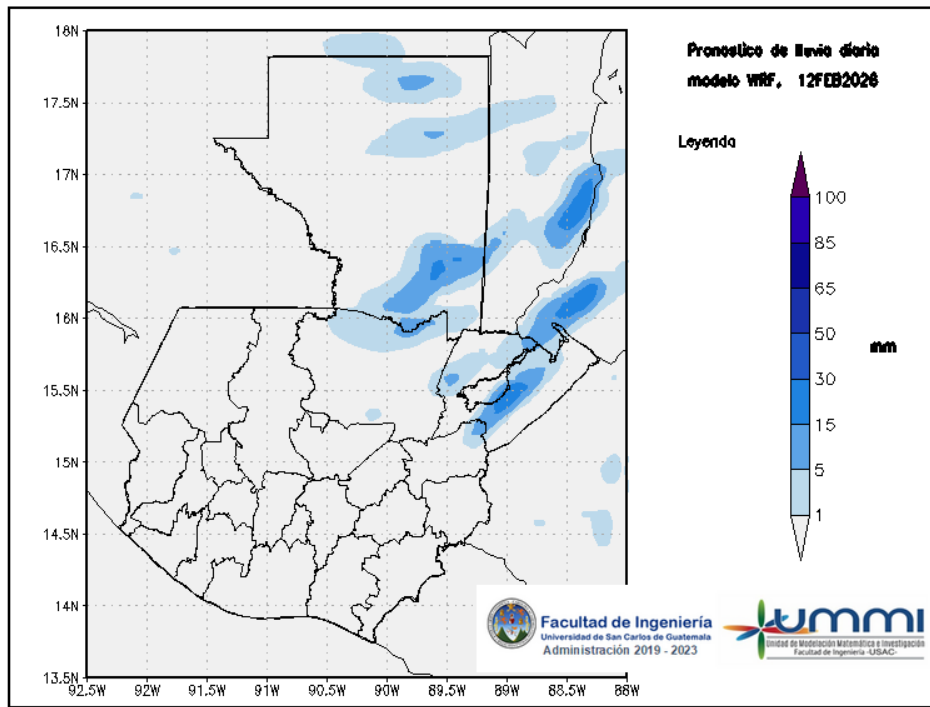 Pronostico de lluvia diaria
modelo WRF, 12FEB2026
Leyenda
100
85
65
50
30
15
5
1
mm
18N
17.5N
17N
16.5N
16N
15.5N
15N
14.5N
14N
13.5N
92.5W
92W
91.5W
91W
90.5W
90W
89.5W
89W
88.5W
88W
Facultad de Ingeniería
Universidad de San Carlos de Guatemala
Administración 2019 - 2023
ummi
Unidad de Modelación Matemática e Investigación
Facultad de Ingeniería -USAC-